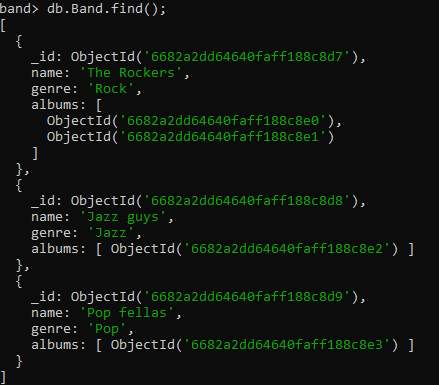 band> db.Band.find();
[
  {
    _id: ObjectId('6682a2dd64640faff188c8d7'),
    name: 'The Rockers',
    genre: 'Rock',
    albums: [
      ObjectId('6682a2dd64640faff188c8e0'),
      ObjectId('6682a2dd64640faff188c8e1')
    ]
  },
  {
    _id: ObjectId('6682a2dd64640faff188c8d8'),
    name: 'Jazz guys',
    genre: 'Jazz',
    albums: [ ObjectId('6682a2dd64640faff188c8e2') ]
  },
  {
    _id: ObjectId('6682a2dd64640faff188c8d9'),
    name: 'Pop fellas',
    genre: 'Pop',
    albums: [ ObjectId('6682a2dd64640faff188c8e3') ]
  }
]